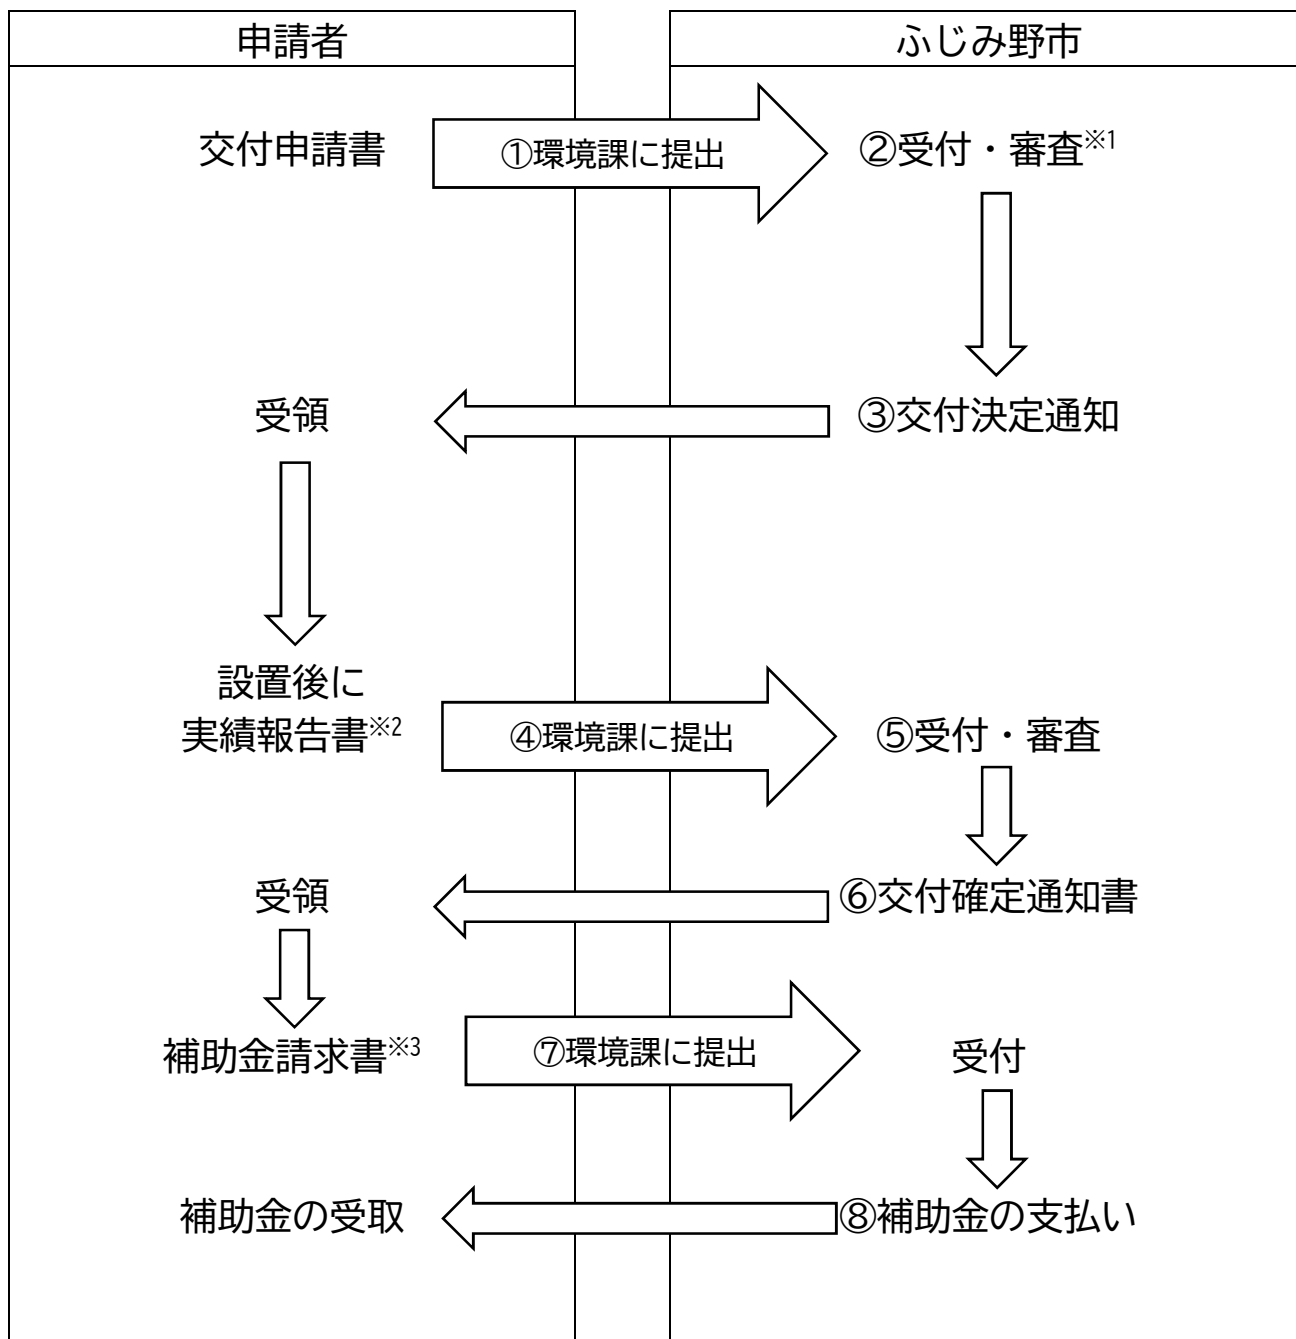 申請者
ふじみ野市
交付申請書
①環境課に提出
②受付・審査※1
受領
③交付決定通知
設置後に
実績報告書※2
④環境課に提出
⑤受付・審査
受領
⑥交付確定通知書
補助金請求書※3
⑦環境課に提出
受付
補助金の受取
⑧補助金の支払い